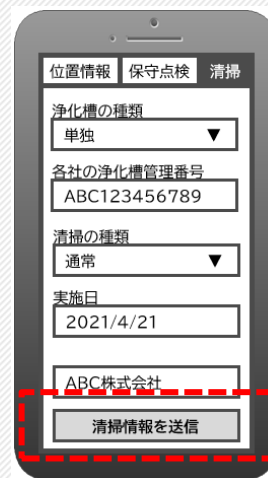 位置情報 保守点検 清掃
浄化槽の種類
単独 ▼
各社の浄化槽管理番号
ABC123456789
清掃の種類
通常 ▼
実施日
2021/4/21
ABC株式会社
清掃情報を送信